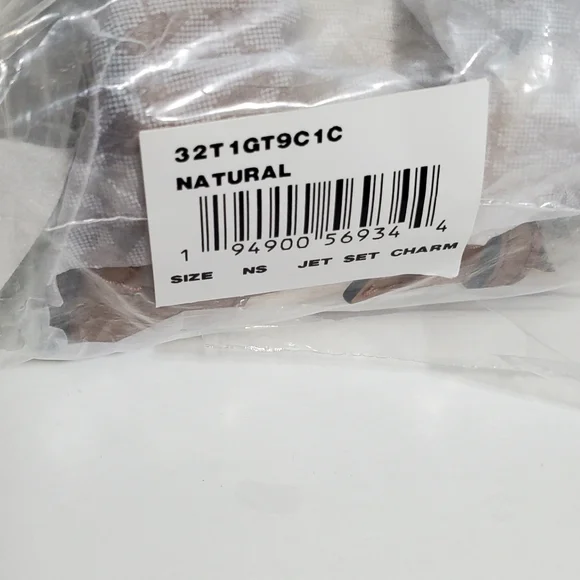 32T1GT9C1C
NATURAL
1 94900 56934 4
SIZE NS JET SET CHARM